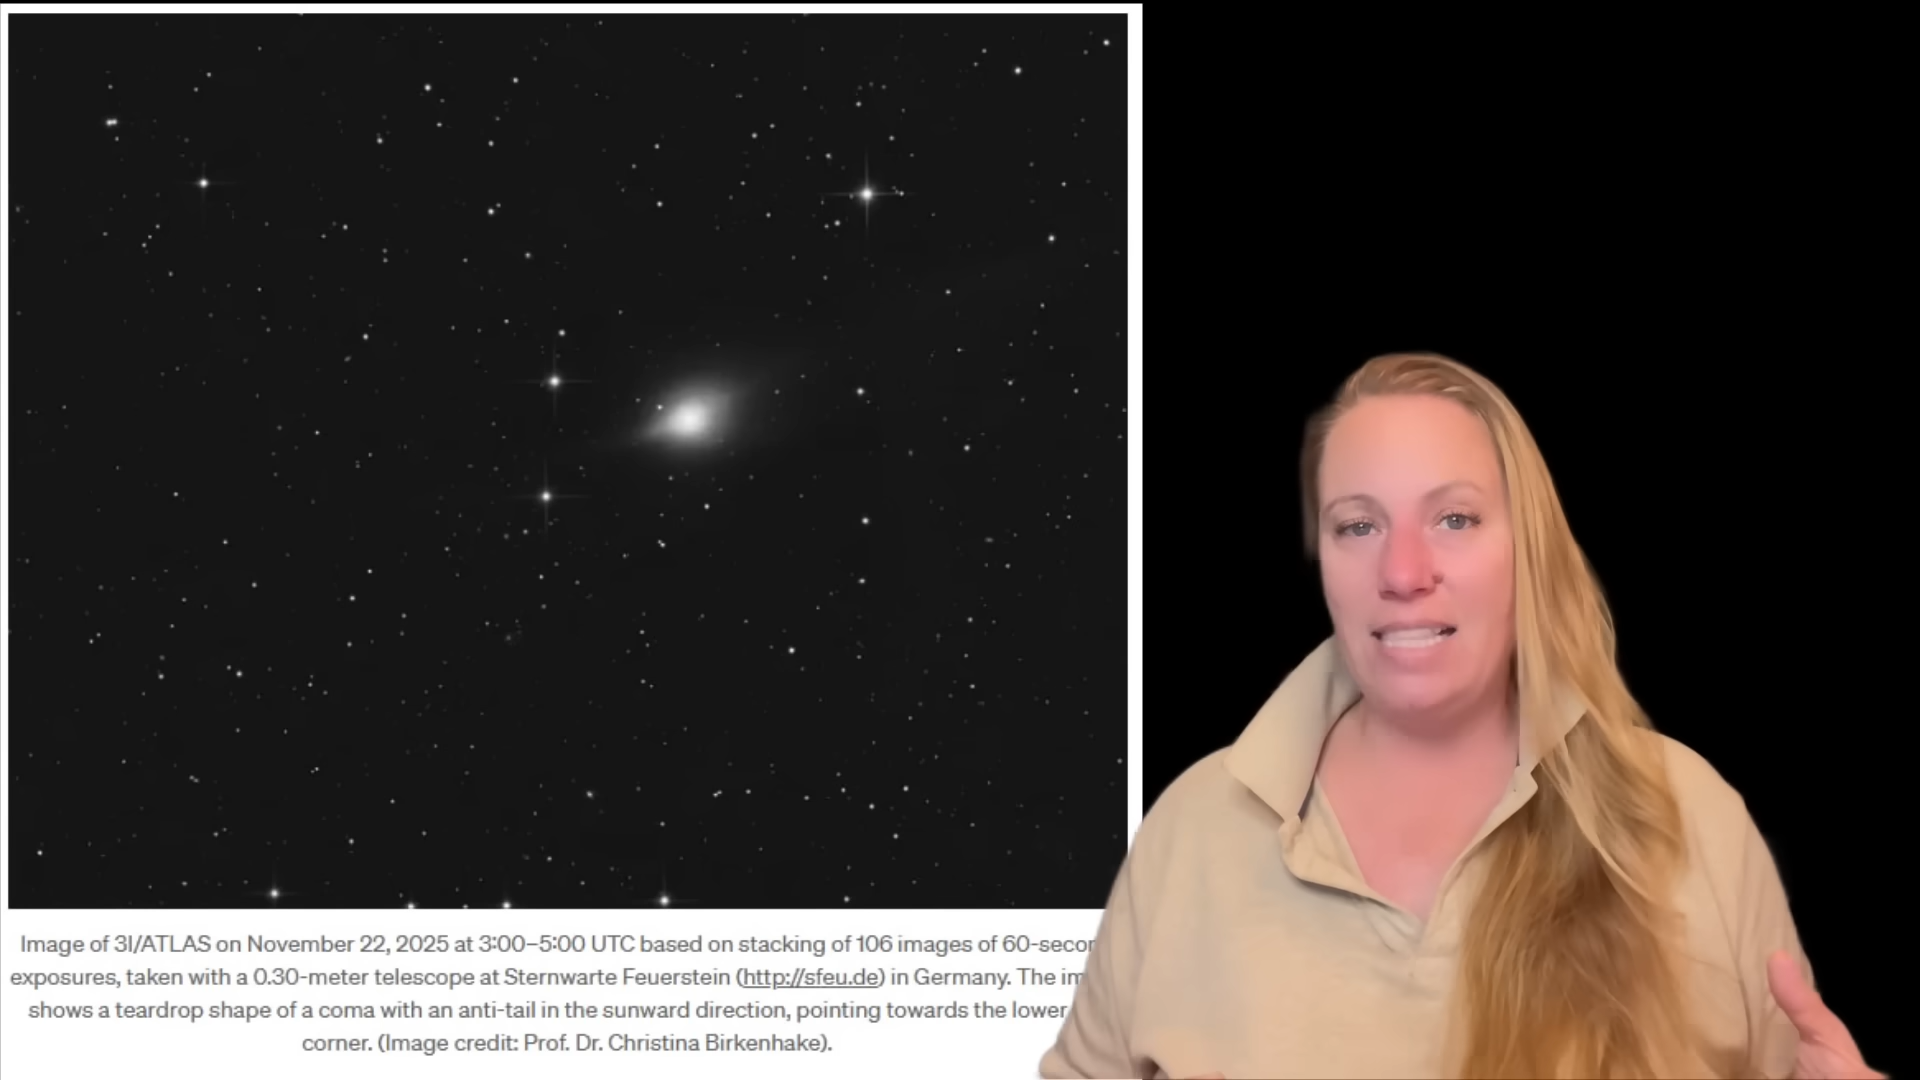 Image of 3I/ATLAS on November 22, 2025 at 3:00–5:00 UTC based on stacking of 106 images of
exposures, taken with a 0.30-meter telescope at Sternwarte Feuerstein (http://sfeu.de) in Germany. The
shows a teardrop shape of a coma with an anti-tail in the sunward direction, pointing towards the lower
corner. (Image credit: Prof. Dr. Christina Birkenhake).